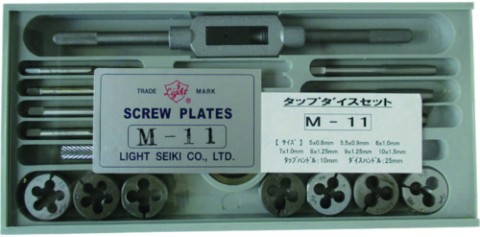 TRADE Light MARK
®
SCREW PLATES
M-11
LIGHT SEIKI CO., LTD.
タップダイスセット
M-11
【サイズ】 5x0.8mm 5.5x0.9mm 6x1.0mm
7x1.0mm 8x1.25mm 9x1.25mm 10x1.5mm
タップハンドル:10mm ダイスハンドル:25mm